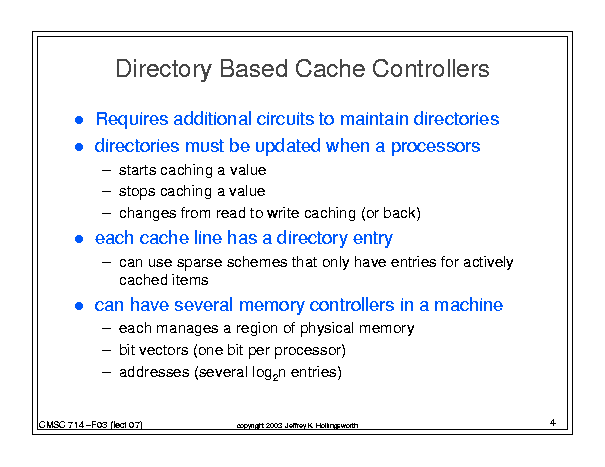 Directory Based Cache Controllers
● Requires additional circuits to maintain directories
● directories must be updated when a processors
– starts caching a value
– stops caching a value
– changes from read to write caching (or back)
● each cache line has a directory entry
– can use sparse schemes that only have entries for actively
cached items
● can have several memory controllers in a machine
– each manages a region of physical memory
– bit vectors (one bit per processor)
– addresses (several log₂n entries)
CMSC 714 –F03 (lect 07)
copyright 2003 Jeffrey K. Hollingsworth
4